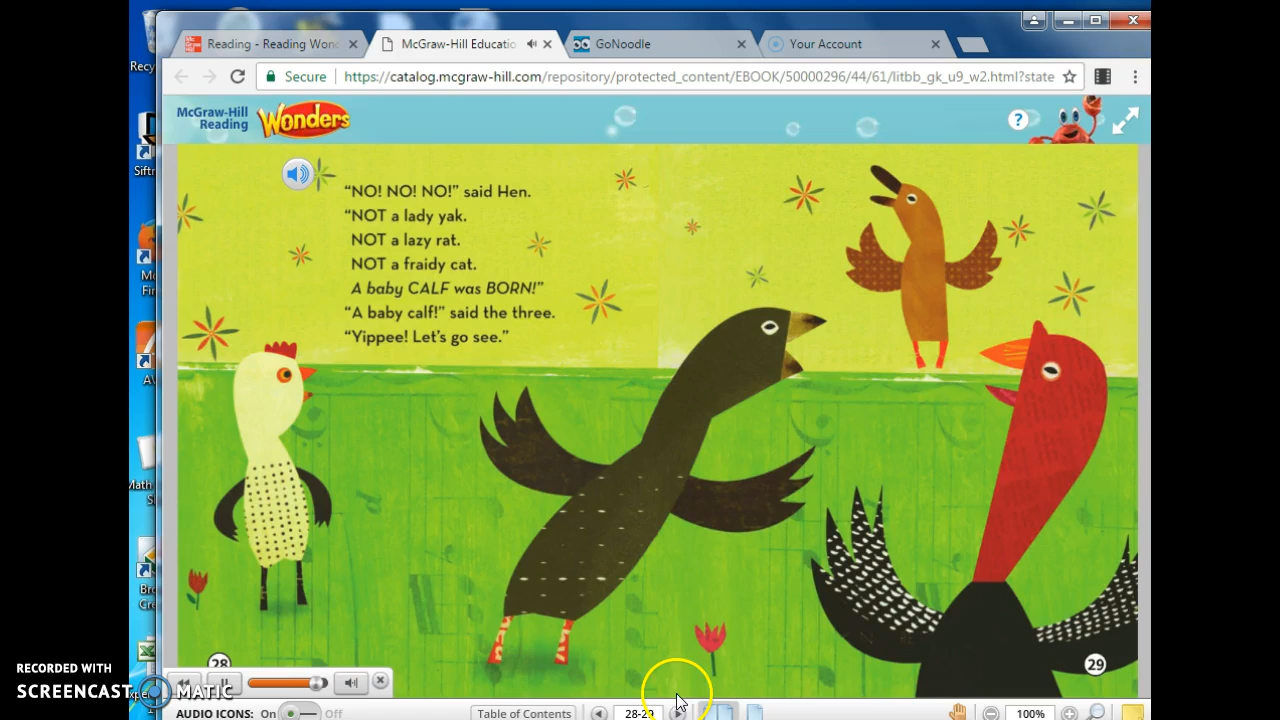 Reading - Reading Won
McGraw-Hill Educatio
GoNoodle
Your Account
Secure
https://catalog.mcgraw-hill.com/repository/protected_content/EBOOK/50000296/44/61/litbb_gk_u9_w2.html?state
McGraw-Hill
Reading
Wonders
?
"NO! NO! NO!" said Hen.
"NOT a lady yak.
NOT a lazy rat.
NOT a fraidy cat.
A baby CALF was BORN!"
"A baby calf!" said the three.
"Yippee! Let's go see."
28
29
RECORDED WITH
SCREENCAST MATIC
AUDIO ICONS: On Off
Table of Contents
28-29
100%